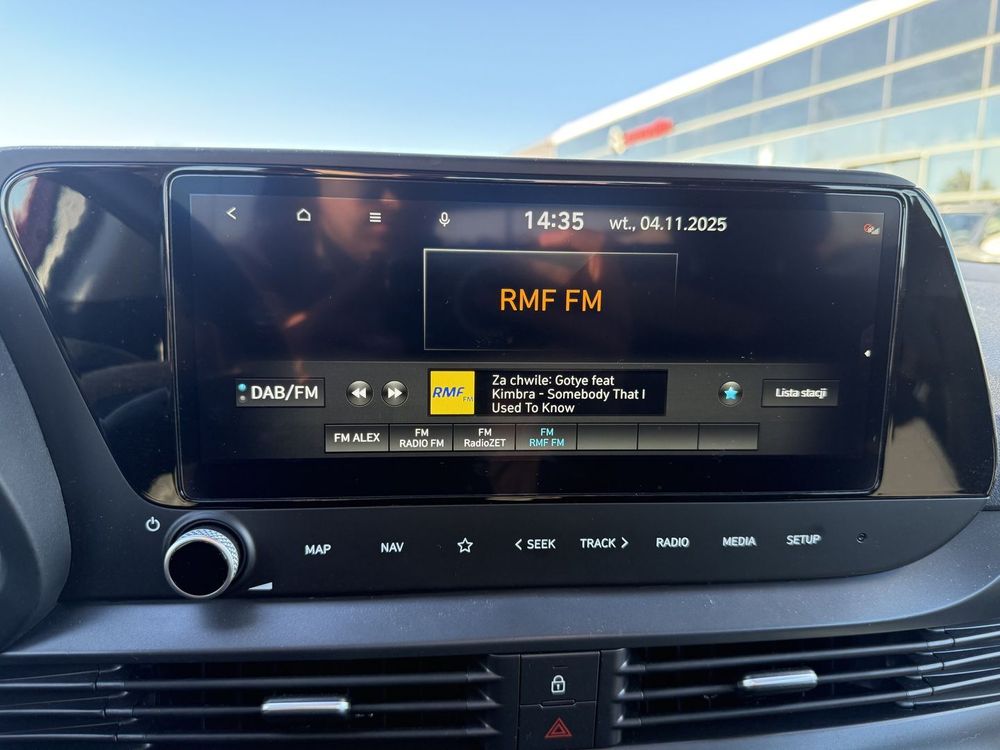 14:35 wt., 04.11.2025
RMF FM
DAB/FM
RMF FM
Za chwile: Gotye feat
Kimbra - Somebody That I
Used To Know
Lista stacji
FM ALEX
FM
RADIO FM
FM
RadioZET
FM
RMF FM
MAP NAV < SEEK TRACK > RADIO MEDIA SETUP